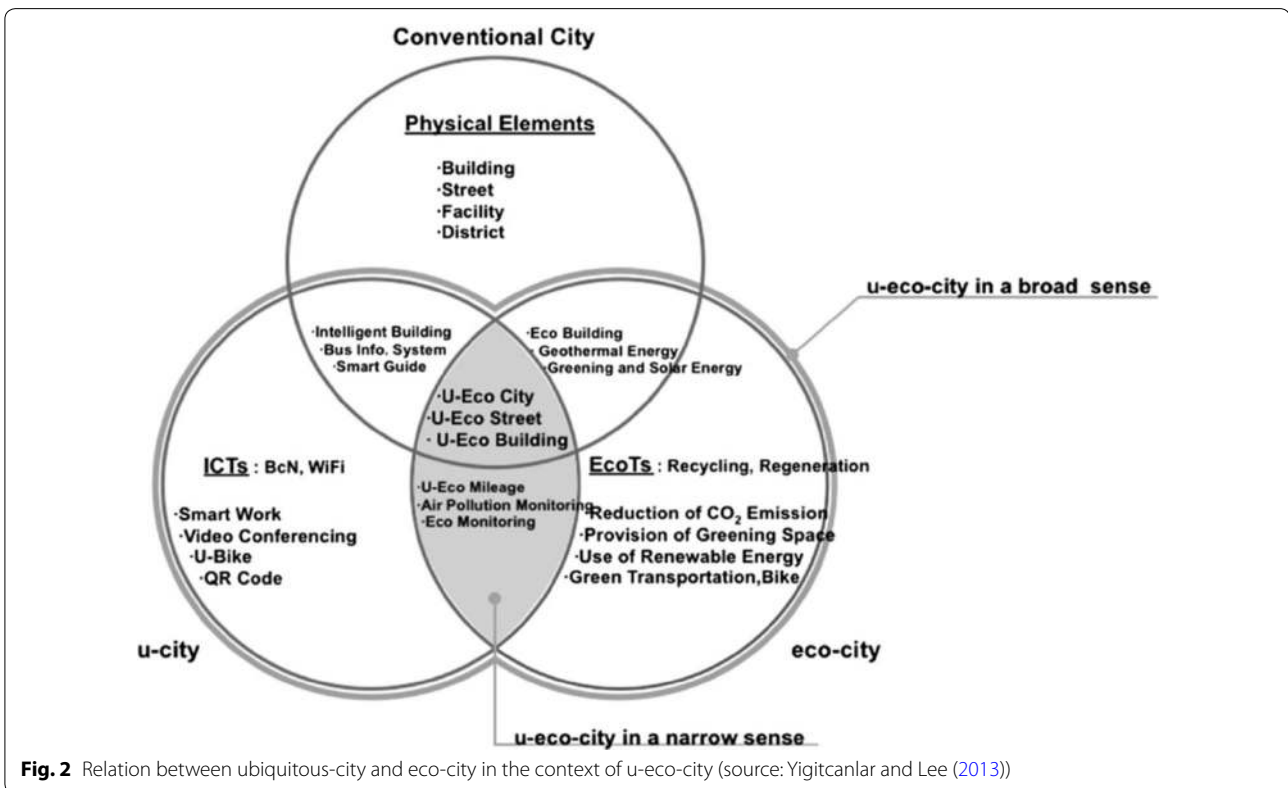 Conventional City
Physical Elements
·Building
·Street
·Facility
·District
u-eco-city in a broad sense
·Intelligent Building
·Bus Info. System
·Smart Guide
·Eco Building
· Geothermal Energy
·Greening and Solar Energy
·U-Eco City
·U-Eco Street
· U-Eco Building
ICTs : BcN, WiFi
·Smart Work
·Video Conferencing
·U-Bike
·QR Code
·U-Eco Mileage
·Air Pollution Monitoring
·Eco Monitoring
EcoTs : Recycling, Regeneration
·Reduction of CO₂ Emission
·Provision of Greening Space
·Use of Renewable Energy
·Green Transportation,Bike
u-city
eco-city
u-eco-city in a narrow sense
Fig. 2 Relation between ubiquitous-city and eco-city in the context of u-eco-city (source: Yigitcanlar and Lee (2013))